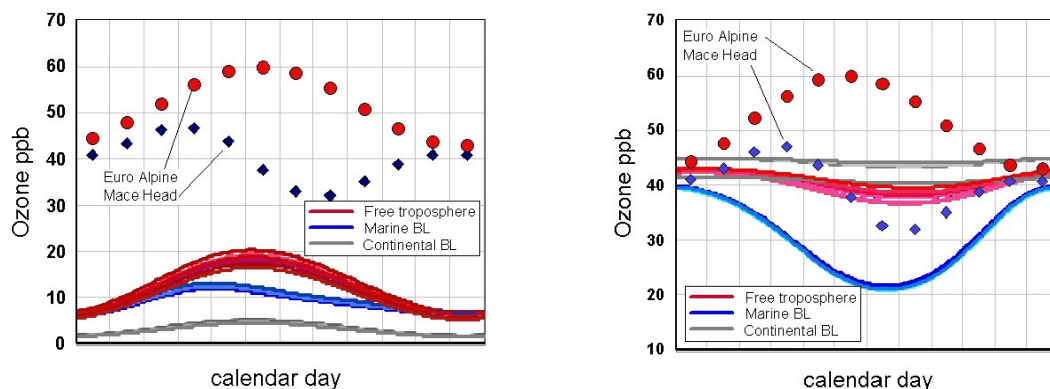 70
60
50
40
30
20
10
0
Ozone ppb
Euro Alpine
Mace Head
Free troposphere
Marine BL
Continental BL
calendar day
70
60
50
40
30
20
10
Ozone ppb
Euro Alpine
Mace Head
Free troposphere
Marine BL
Continental BL
calendar day